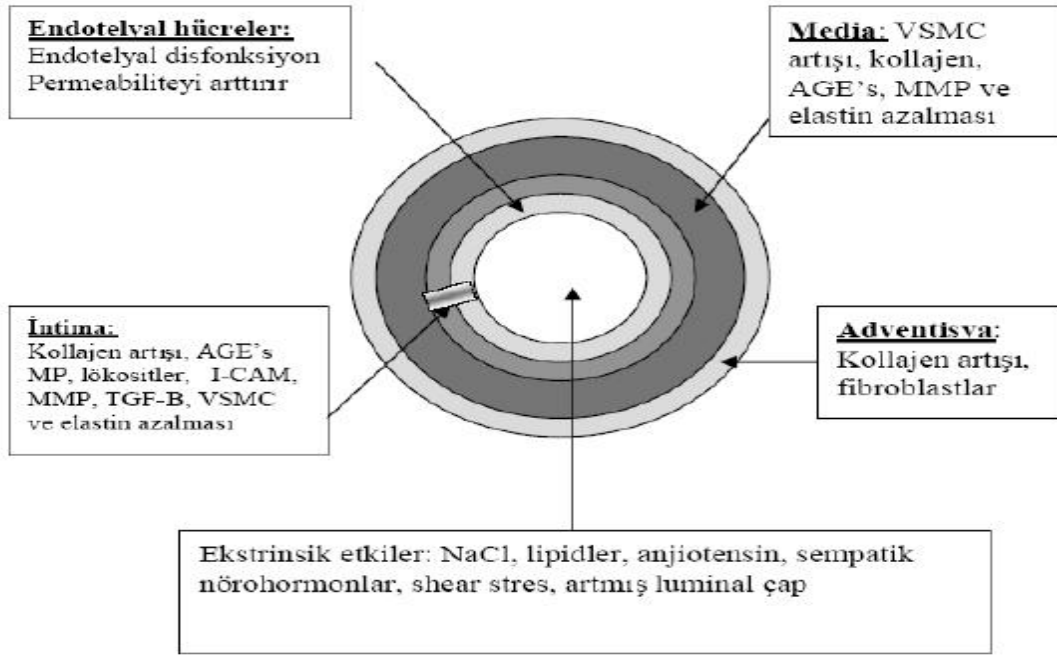 Endotelyal hücreler:
Endotelyal disfonksiyon
Permeabiliteyi arttırır
Media: VSMC
artışı, kollajen,
AGE’s, MMP ve
elastin azalması
İntima:
Kollajen artışı, AGE’s
MP, lökositler, I-CAM,
MMP, TGF-B, VSMC
ve elastin azalması
Adventisya:
Kollajen artışı,
fibroblastlar
Ekstrinsik etkiler: NaCl, lipidler, anjiotensin, sempatik
nörohormonlar, shear stres, artmış luminal çap